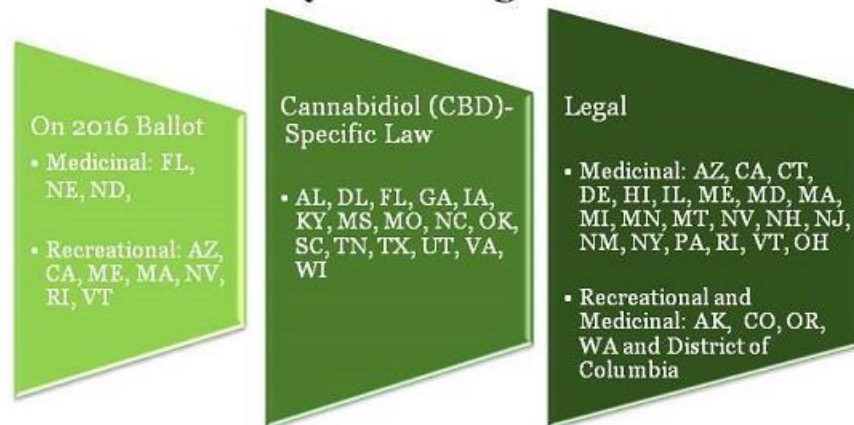 On 2016 Ballot
▪ Medicinal: FL,
NE, ND,
▪ Recreational: AZ,
CA, ME, MA, NV,
RI, VT
Cannabidiol (CBD)-
Specific Law
▪ AL, DL, FL, GA, IA,
KY, MS, MO, NC, OK,
SC, TN, TX, UT, VA,
WI
Legal
▪ Medicinal: AZ, CA, CT,
DE, HI, IL, ME, MD, MA,
MI, MN, MT, NV, NH, NJ,
NM, NY, PA, RI, VT, OH
▪ Recreational and
Medicinal: AK, CO, OR,
WA and District of
Columbia